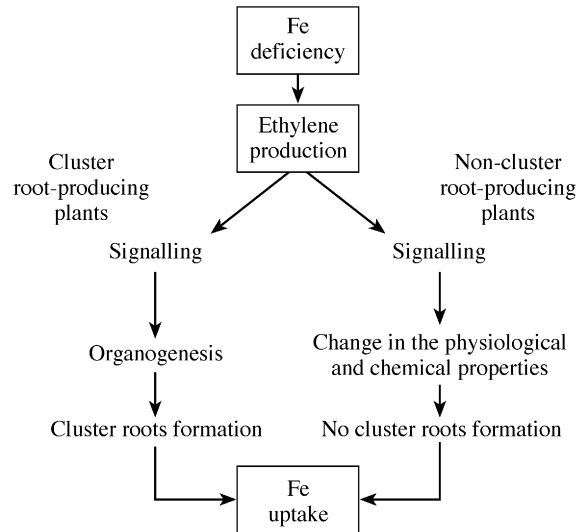 Fe
deficiency
Ethylene
production
Cluster
root-producing
plants
Non-cluster
root-producing
plants
Signalling
Signalling
Organogenesis
Change in the physiological
and chemical properties
Cluster roots formation
No cluster roots formation
Fe
uptake